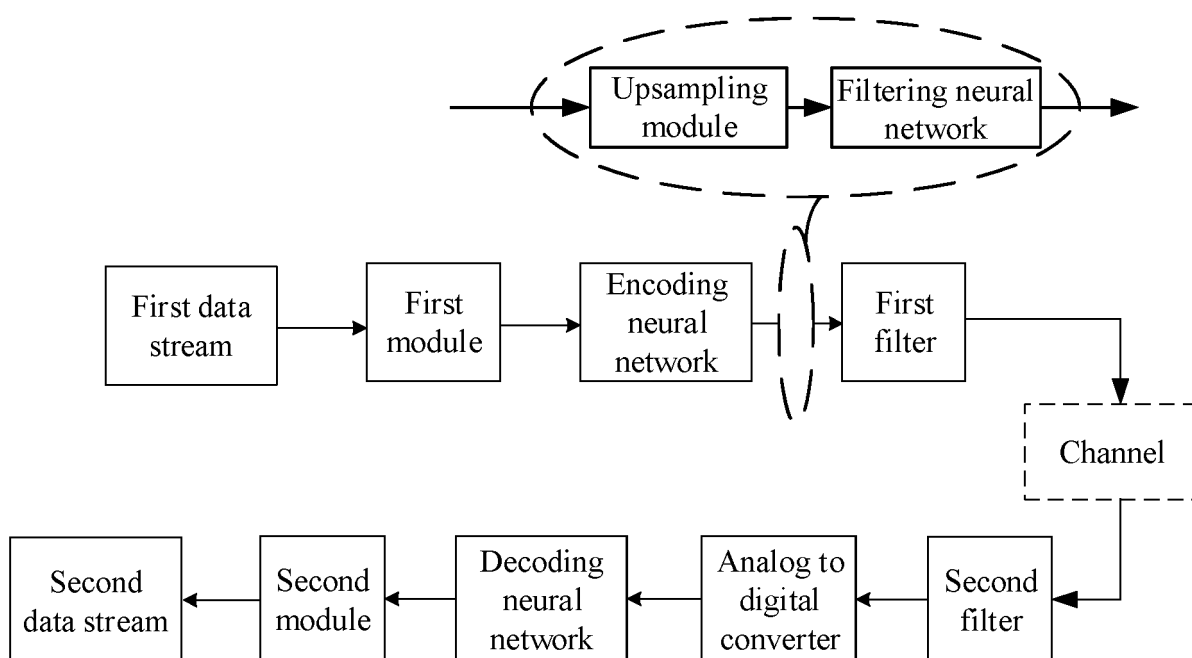 Upsampling
module
Filtering neural
network
First data
stream
First
module
Encoding
neural
network
First
filter
Channel
Second
data stream
Second
module
Decoding
neural
network
Analog to
digital
converter
Second
filter